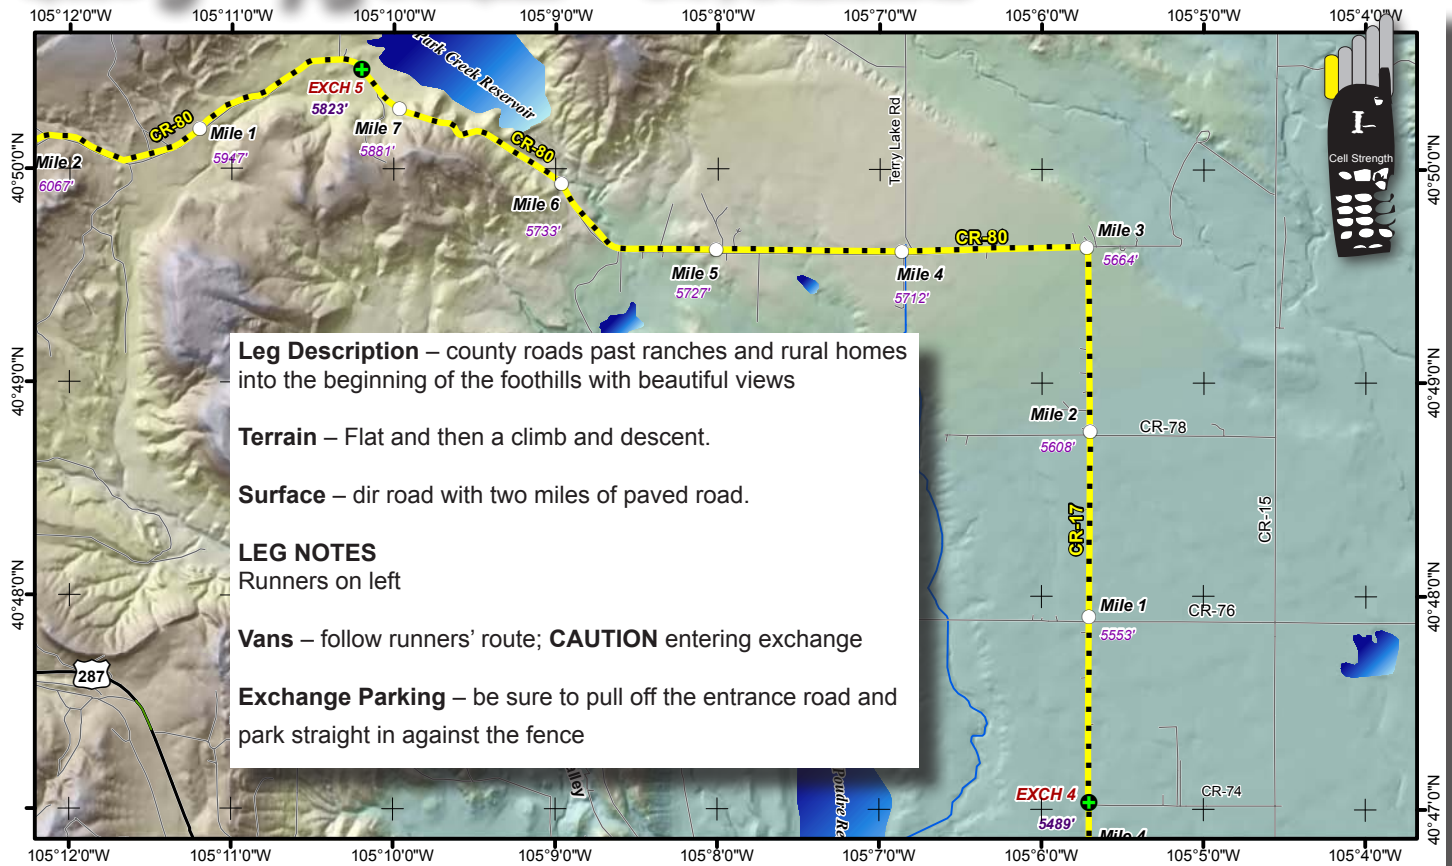 105°12'0"W 105°11'0"W 105°10'0"W 105°9'0"W 105°8'0"W 105°7'0"W 105°6'0"W 105°5'0"W 105°4'0"W
Park Creek Reservoir
EXCH 5
5823'
CR-80
Mile 1
5947'
Mile 7
5881'
Mile 2
6067'
40°50'0"N
CR-80
Mile 6
5733'
Terry Lake Rd
L
Cell Strength
40°50'0"N
Mile 5
5727'
Mile 4
5712'
CR-80
Mile 3
5664'
Leg Description – county roads past ranches and rural homes
into the beginning of the foothills with beautiful views
Terrain – Flat and then a climb and descent.
Surface – dir road with two miles of paved road.
LEG NOTES
Runners on left
Vans – follow runners' route; CAUTION entering exchange
Exchange Parking – be sure to pull off the entrance road and
park straight in against the fence
40°49'0"N
40°49'0"N
Mile 2
5608'
CR-78
CR-17
CR-15
40°48'0"N
40°48'0"N
Mile 1
5553'
CR-76
287
alley
Poudre Re
EXCH 4
5489'
CR-74
Mile 4
40°47'0"N
40°47'0"N
105°12'0"W 105°11'0"W 105°10'0"W 105°9'0"W 105°8'0"W 105°7'0"W 105°6'0"W 105°5'0"W 105°4'0"W